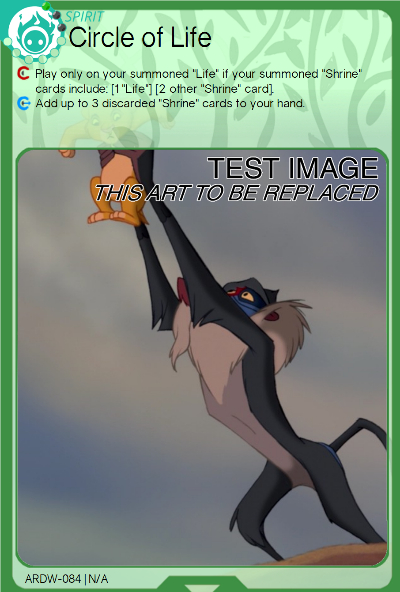 SPIRIT
Circle of Life
Play only on your summoned "Life" if your summoned "Shrine"
cards include: [1 "Life"] [2 other "Shrine" card].
Add up to 3 discarded "Shrine" cards to your hand.
TEST IMAGE
THIS ART TO BE REPLACED
ARDW-084 | N/A